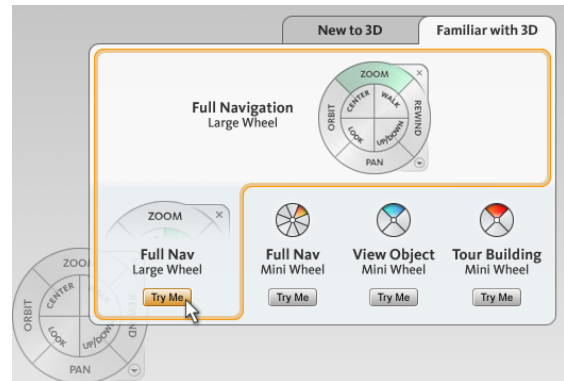 New to 3D
Familiar with 3D
Full Navigation
Large Wheel
ZOOM
CENTER
WALK
ORBIT
REWIND
LOOK
UP/DOWN
PAN
ZOOM
Full Nav
Large Wheel
Try Me
Full Nav
Mini Wheel
Try Me
View Object
Mini Wheel
Try Me
Tour Building
Mini Wheel
Try Me
ZOOM
CENTER
ORBIT
REWIND
LOOK
UP/DOWN
PAN